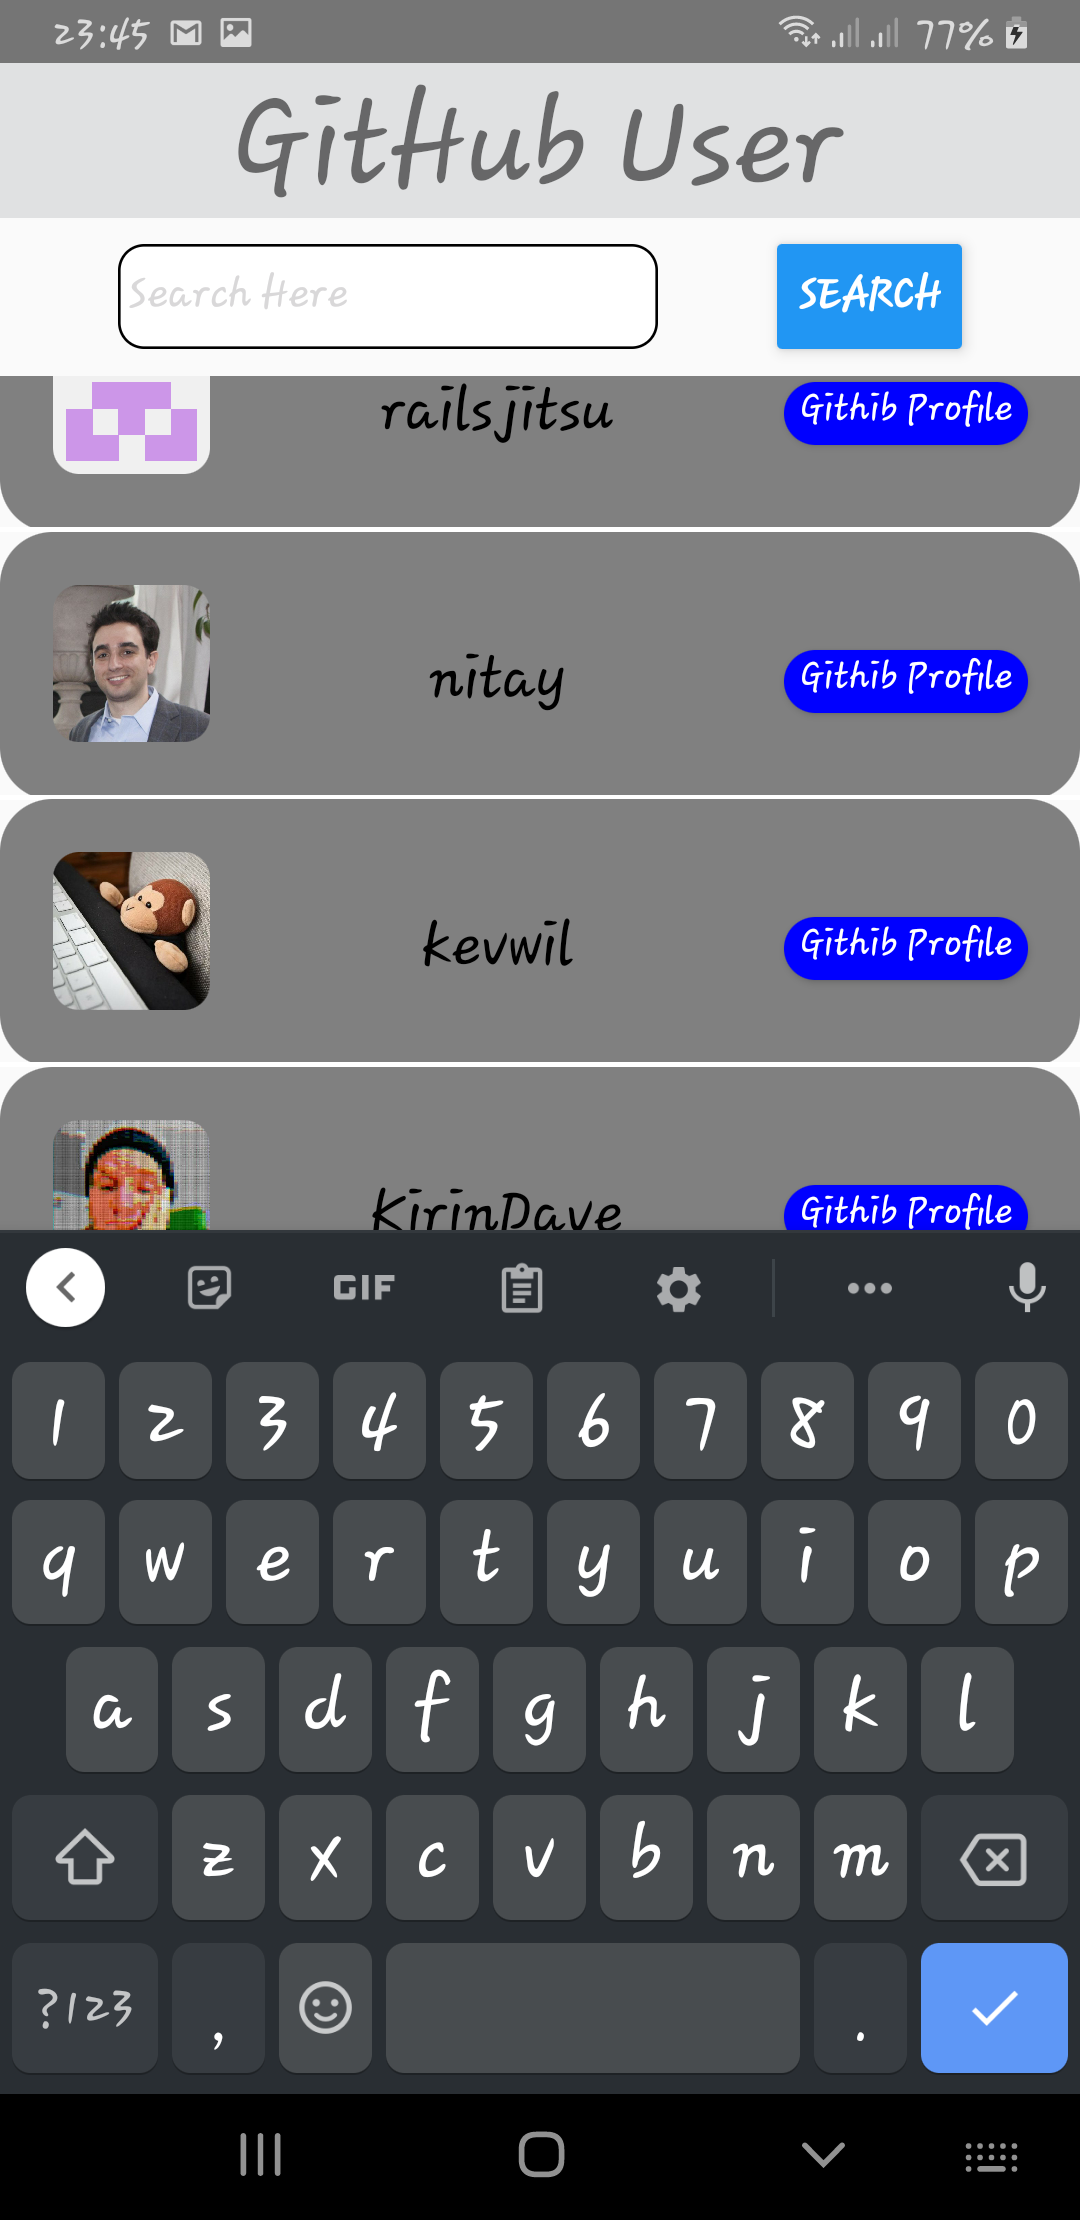 23:45 77%
GitHub User
Search Here SEARCH
railsjitsu Githib Profile
nitay Githib Profile
kevwil Githib Profile
KirinDave Githib Profile
GIF
1 2 3 4 5 6 7 8 9 0
q w e r t y u i o p
a s d f g h j k l
z x c v b n m
?123 , .